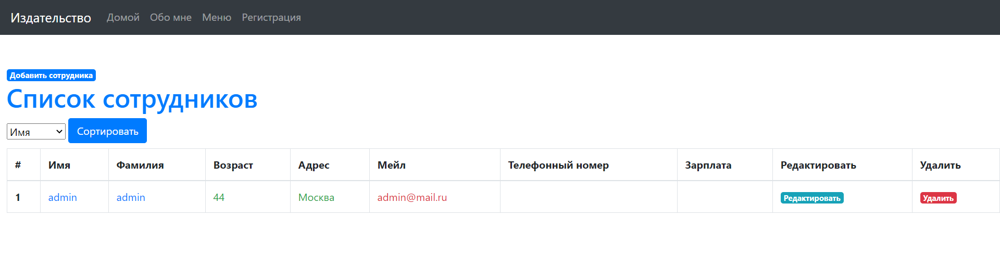 Издательство Домой Обо мне Меню Регистрация
Добавить сотрудника
Список сотрудников
Имя Сортировать
# Имя Фамилия Возраст Адрес Мейл Телефонный номер Зарплата Редактировать Удалить
1 admin admin 44 Москва admin@mail.ru Редактировать Удалить